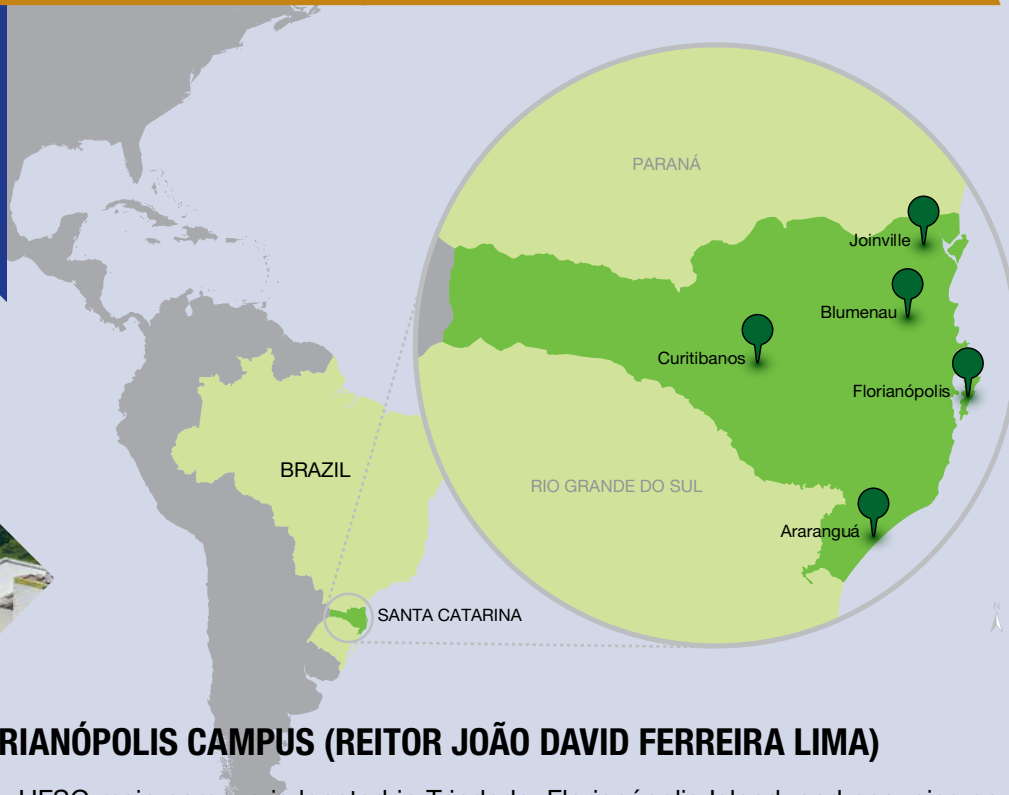 PARANÁ
Joinville
Blumenau
Curitibanos
Florianópolis
BRAZIL
RIO GRANDE DO SUL
Araranguá
SANTA CATARINA
N
RIANÓPOLIS CAMPUS (REITOR JOÃO DAVID FERREIRA LIMA)